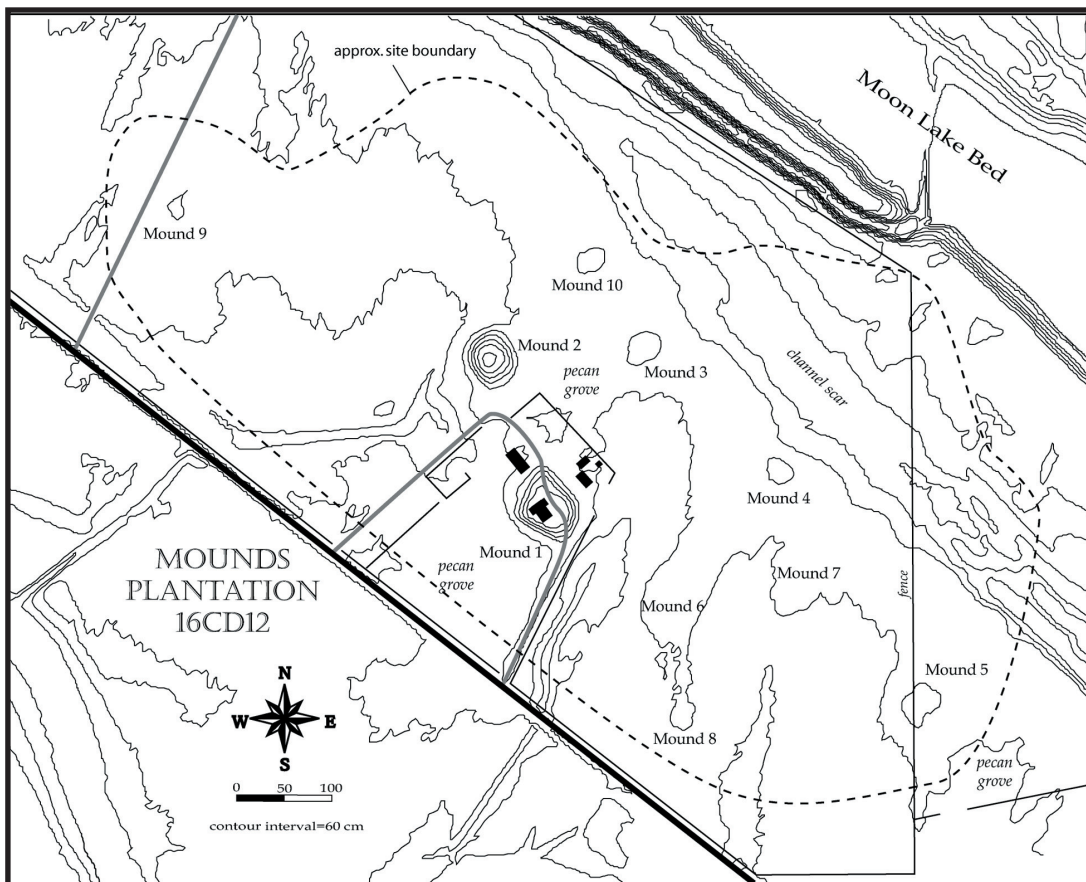 approx. site boundary
Moon Lake Bed
Mound 9
Mound 10
Mound 2
pecan
grove
Mound 3
channel scar
Mound 4
Mound 1
pecan
grove
MOUNDS
PLANTATION
16CD12
Mound 7
fence
Mound 6
Mound 5
N
W E
S
Mound 8
pecan
grove
0 50 100
contour interval=60 cm